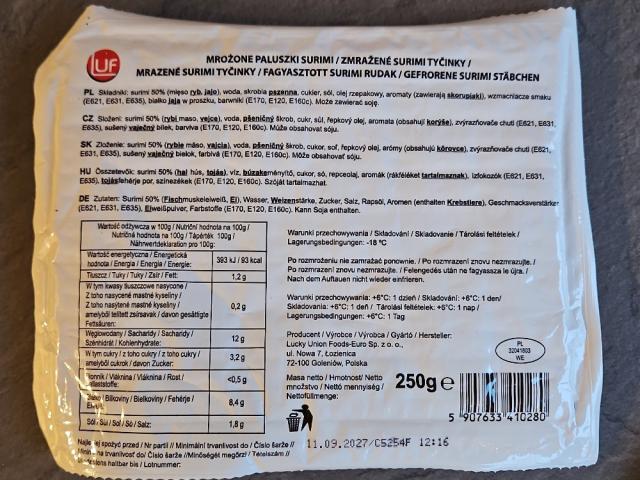 LUF
MROŻONE PALUSZKI SURIMI / ZMRAŽENÉ SURIMI TYČINKY /
MRAZENÉ SURIMI TYČINKY / FAGYASZTOTT SURIMI RUDAK / GEFRORENE SURIMI STÄBCHEN
PL Składniki: surimi 50% (mięso ryb, jaja), woda, skrobia pszenna, cukier, sól, olej rzepakowy, aromaty (zawierają skorupiaki), wzmacniacze smaku
(E621, E631, E635), białko jaja w proszku, barwniki (E170, E120, E160c). Może zawierać soję.
CZ Složení: surimi 50% (rybí maso, vejce), voda, pšeničný škrob, cukr, sůl, řepkový olej, aromata (obsahují korýše), zvýrazňovače chuti (E621, E631,
E635), sušený vaječný bílek, barviva (E170, E120, E160c). Může obsahovat sóju.
SK Zloženie: surimi 50% (rybie mäso, vajcia), voda, pšeničný škrob, cukor, soľ, repkový olej, arómy (obsahujú kôrovce), zvýrazňovače chuti (E621, E631,
E635), sušený vaječný bielok, farbivá (E170, E120, E160c). Môže obsahovať sóju.
HU Összetevők: surimi 50% (hal hús, tojás), víz, búzakeményítő, cukor, só, repceolaj, aromák (rákféléket tartalmaznak), ízfokozók (E621, E631,
E635), tojásfehérje por, színezékek (E170, E120, E160c). Szóját tartalmazhat.
DE Zutaten: Surimi 50% (Fischmuskeleiweiß, Ei), Wasser, Weizenstärke, Zucker, Salz, Rapsöl, Aromen (enthalten Krebstiere), Geschmacksverstärker
(E621, E631, E635), Eiweißpulver, Farbstoffe (E170, E120, E160c). Kann Soja enthalten.
Wartość odżywcza w 100g / Nutriční hodnota na 100g /
Nutričná hodnota na 100g / Tápérték 100g /
Nährwertdeklaration pro 100g:
Wartość energetyczna / Energetická
hodnota / Energia / Energia / Energie: 393 kJ / 93 kcal
Tłuszcz / Tuky / Tuky / Zsír / Fett: 1,2 g
W tym kwasy tłuszczowe nasycone /
Z toho nasycené mastné kyseliny /
Z toho nasýtené mastné kyseliny /
amelyből telített zsírsavak / davon gesättigte
Fettsäuren: 0,2 g
Węglowodany / Sacharidy / Sacharidy /
Szénhidrát / Kohlenhydrate: 12 g
W tym cukry / z toho cukry / z toho cukry /
amelyből cukrok / davon Zucker: 3,2 g
Błonnik / Vláknina / Vláknina / Rost /
Ballaststoffe: <0,5 g
Białko / Bílkoviny / Bielkoviny / Fehérje /
Eiweiß: 8,4 g
Sól / Sůl / Soľ / Só / Salz: 1,8 g
Warunki przechowywania / Skladování / Skladovanie / Tárolási feltételek /
Lagerungsbedingungen: -18 °C
Po rozmrożeniu nie zamrażać ponownie. / Po rozmrazení znovu nezmrazujte. /
Po rozmrazení znovu nezmrazujte. / Felengedés után ne fagyassza le újra. /
Nach dem Auftauen nicht wieder einfrieren.
Warunki przechowywania: +6°C: 1 dzień / Skladování: +6°C: 1 den/
Skladovania: +6°C: 1 deň / Tárolási feltételek: +6°C: 1 nap /
Lagerungsbedingungen: +6°C: 1 Tag
Producent / Výrobce / Výrobca / Gyártó / Hersteller:
Lucky Union Foods-Euro Sp. z o. o.,
ul. Nowa 7, Łozienica
72-100 Goleniów, Polska
PL
32041603
WE
Masa netto / Hmotnost/ Netto
množstvo / Nettó mennyiség /
Nettofüllmenge:
250g e
5 907633 410280
Najlepiej spożyć przed / Nr partii // Minimální trvanlivost do / Číslo šarže //
Minimálna trvanlivosť do/ Číslo šarže //Minőségét megőrzi / Tételszám //
Mindestens haltbar bis / Lotnummer:
11.09.2027/C5254F 12:16